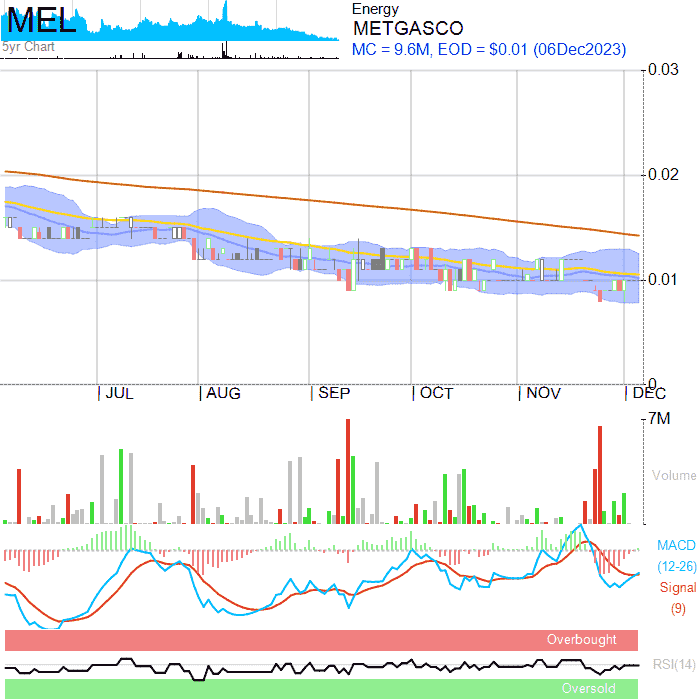 MEL
5yr Chart
Energy
METGASCO
MC = 9.6M, EOD = $0.01 (06Dec2023)
0.03
0.02
0.01
0
JUL
AUG
SEP
OCT
NOV
DEC
7M
Volume
MACD
(12-26)
Signal
(9)
Overbought
RSI(14)
Oversold